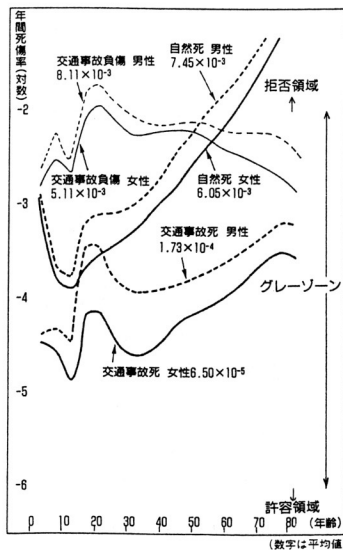 年間死傷率(対数)
交通事故負傷 男性
8.11×10⁻³
自然死 男性
7.45×10⁻³
拒否領域
交通事故負傷 女性
5.11×10⁻³
自然死 女性
6.05×10⁻³
交通事故死 男性
1.73×10⁻⁴
グレーゾーン
交通事故死 女性6.50×10⁻⁵
許容領域
-2
-3
-4
-5
-6
0 10 20 30 40 50 60 70 80 (年齢)
(数字は平均値